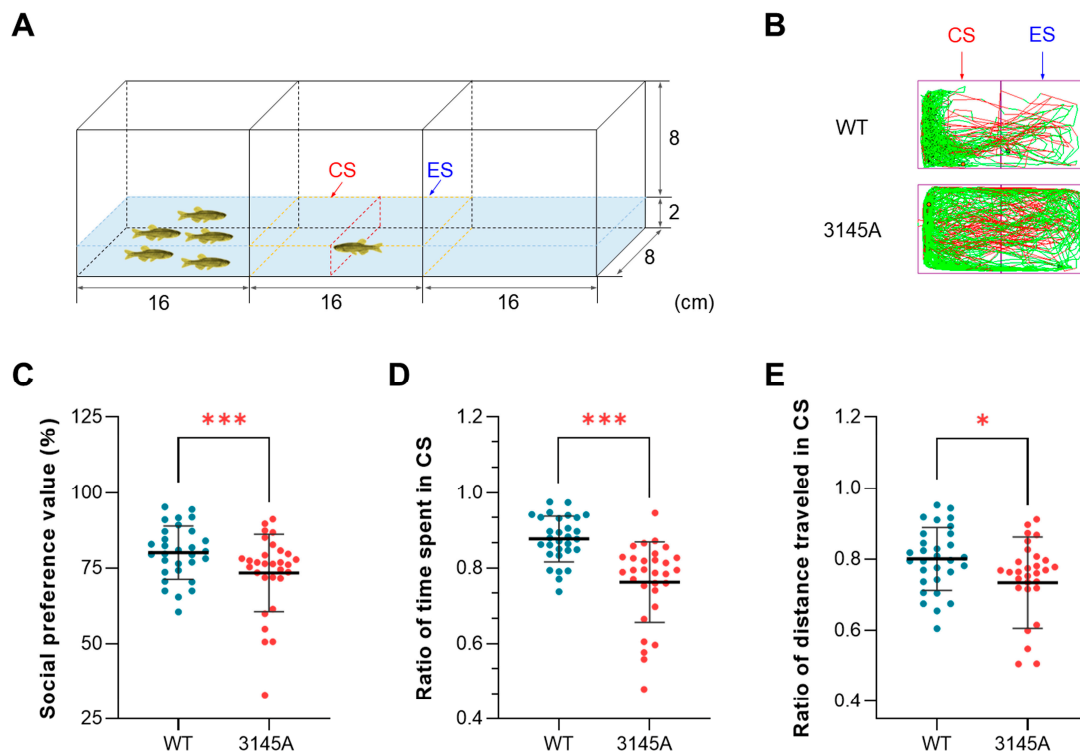 A
CS
ES
8
2
8
16
16
16
(cm)
B
CS
ES
WT
3145A
C
Social preference value (%)
125
100
75
50
25
***
WT
3145A
D
Ratio of time spent in CS
1.2
1.0
0.8
0.6
0.4
***
WT
3145A
E
Ratio of distance traveled in CS
1.2
1.0
0.8
0.6
0.4
*
WT
3145A